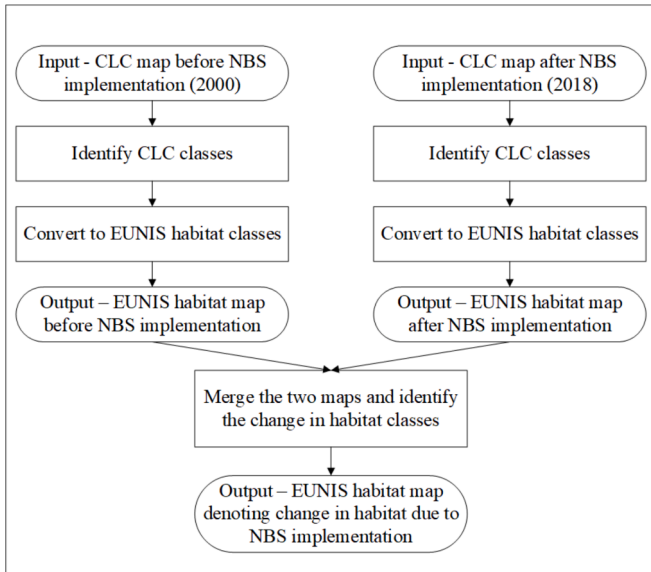 Input - CLC map before NBS
implementation (2000)
Input - CLC map after NBS
implementation (2018)
Identify CLC classes
Identify CLC classes
Convert to EUNIS habitat classes
Convert to EUNIS habitat classes
Output – EUNIS habitat map
before NBS implementation
Output – EUNIS habitat map
after NBS implementation
Merge the two maps and identify
the change in habitat classes
Output – EUNIS habitat map
denoting change in habitat due to
NBS implementation